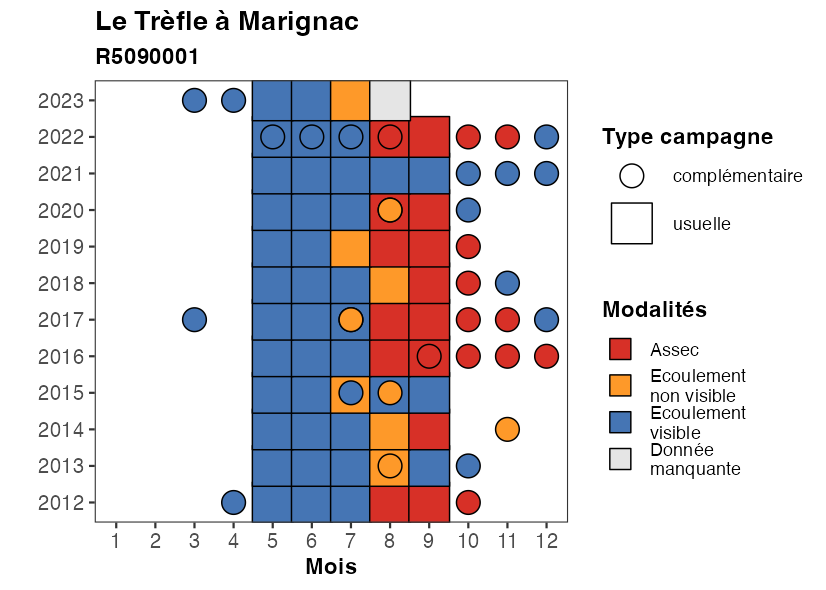 Le Trèfle à Marignac
R5090001
2023
2022
2021
2020
2019
2018
2017
2016
2015
2014
2013
2012
1 2 3 4 5 6 7 8 9 10 11 12
Mois
Type campagne
complémentaire
usuelle
Modalités
Assec
Ecoulement
non visible
Ecoulement
visible
Donnée
manquante